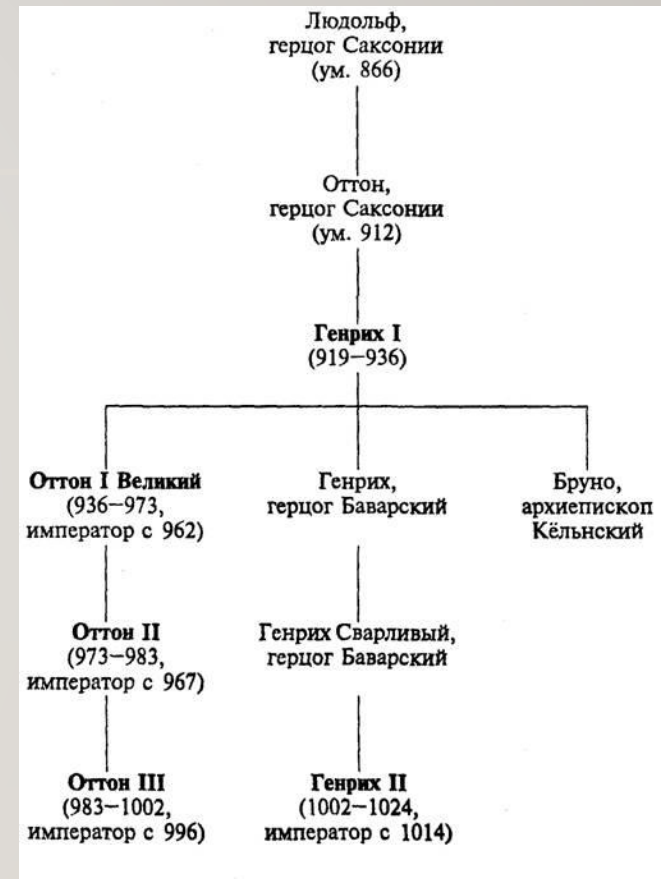 Людольф,
герцог Саксонии
(ум. 866)
Оттон,
герцог Саксонии
(ум. 912)
Генрих I
(919—936)
Оттон I Великий
(936—973,
император с 962)
Генрих,
герцог Баварский
Бруно,
архиепископ
Кёльнский
Оттон II
(973—983,
император с 967)
Генрих Сварливый,
герцог Баварский
Оттон III
(983—1002,
император с 996)
Генрих II
(1002—1024,
император с 1014)